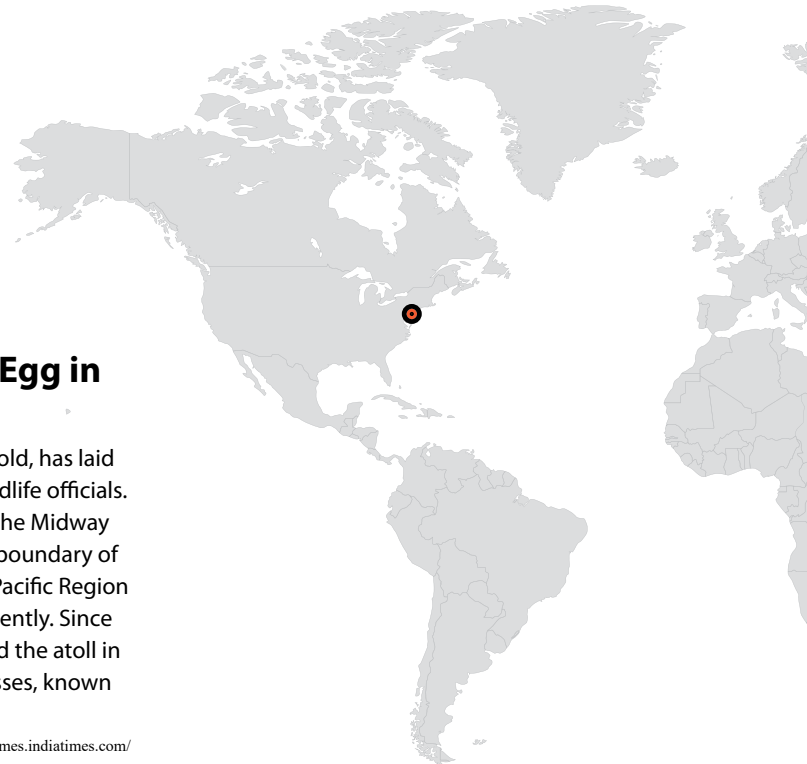 Egg in
old, has laid
dlife officials.
he Midway
boundary of
Pacific Region
ently. Since
d the atoll in
sses, known
mes.indiatimes.com/